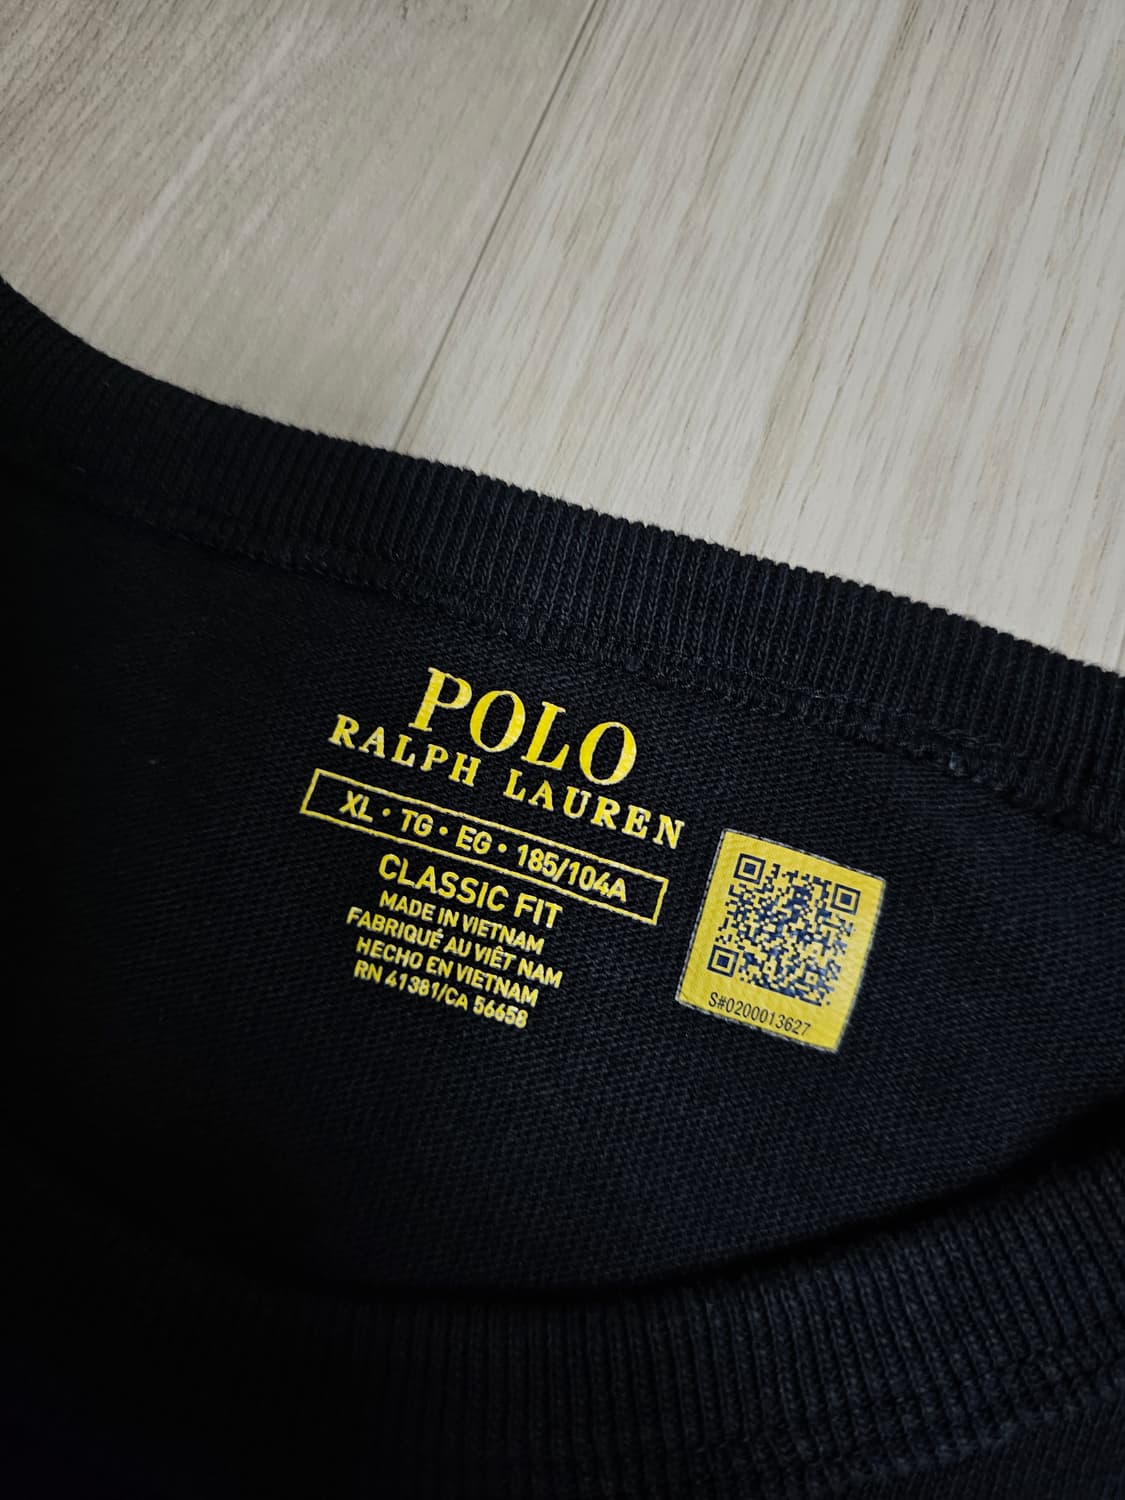 POLO
RALPH LAUREN
XL • TG • EG • 185/104A
CLASSIC FIT
MADE IN VIETNAM
FABRIQUÉ AU VIÊT NAM
HECHO EN VIETNAM
RN 41381/CA 56658
S#0200013627